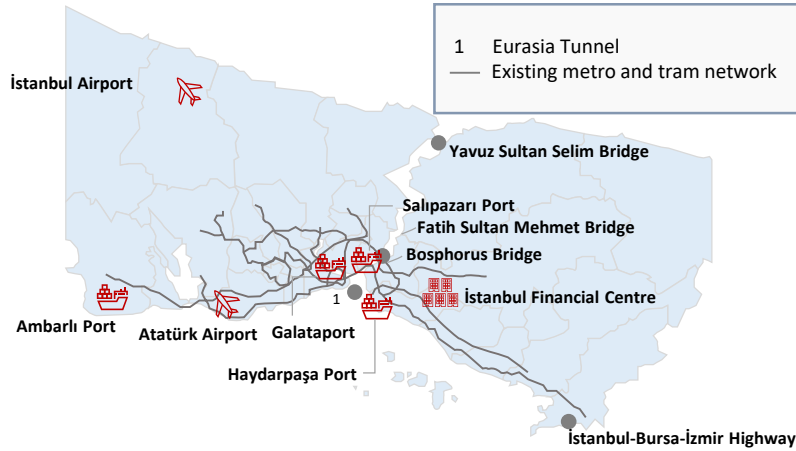 1 Eurasia Tunnel
Existing metro and tram network
İstanbul Airport
Yavuz Sultan Selim Bridge
Salıpazarı Port
Fatih Sultan Mehmet Bridge
Bosphorus Bridge
1
İstanbul Financial Centre
Ambarlı Port
Atatürk Airport
Galataport
Haydarpaşa Port
İstanbul-Bursa-İzmir Highway